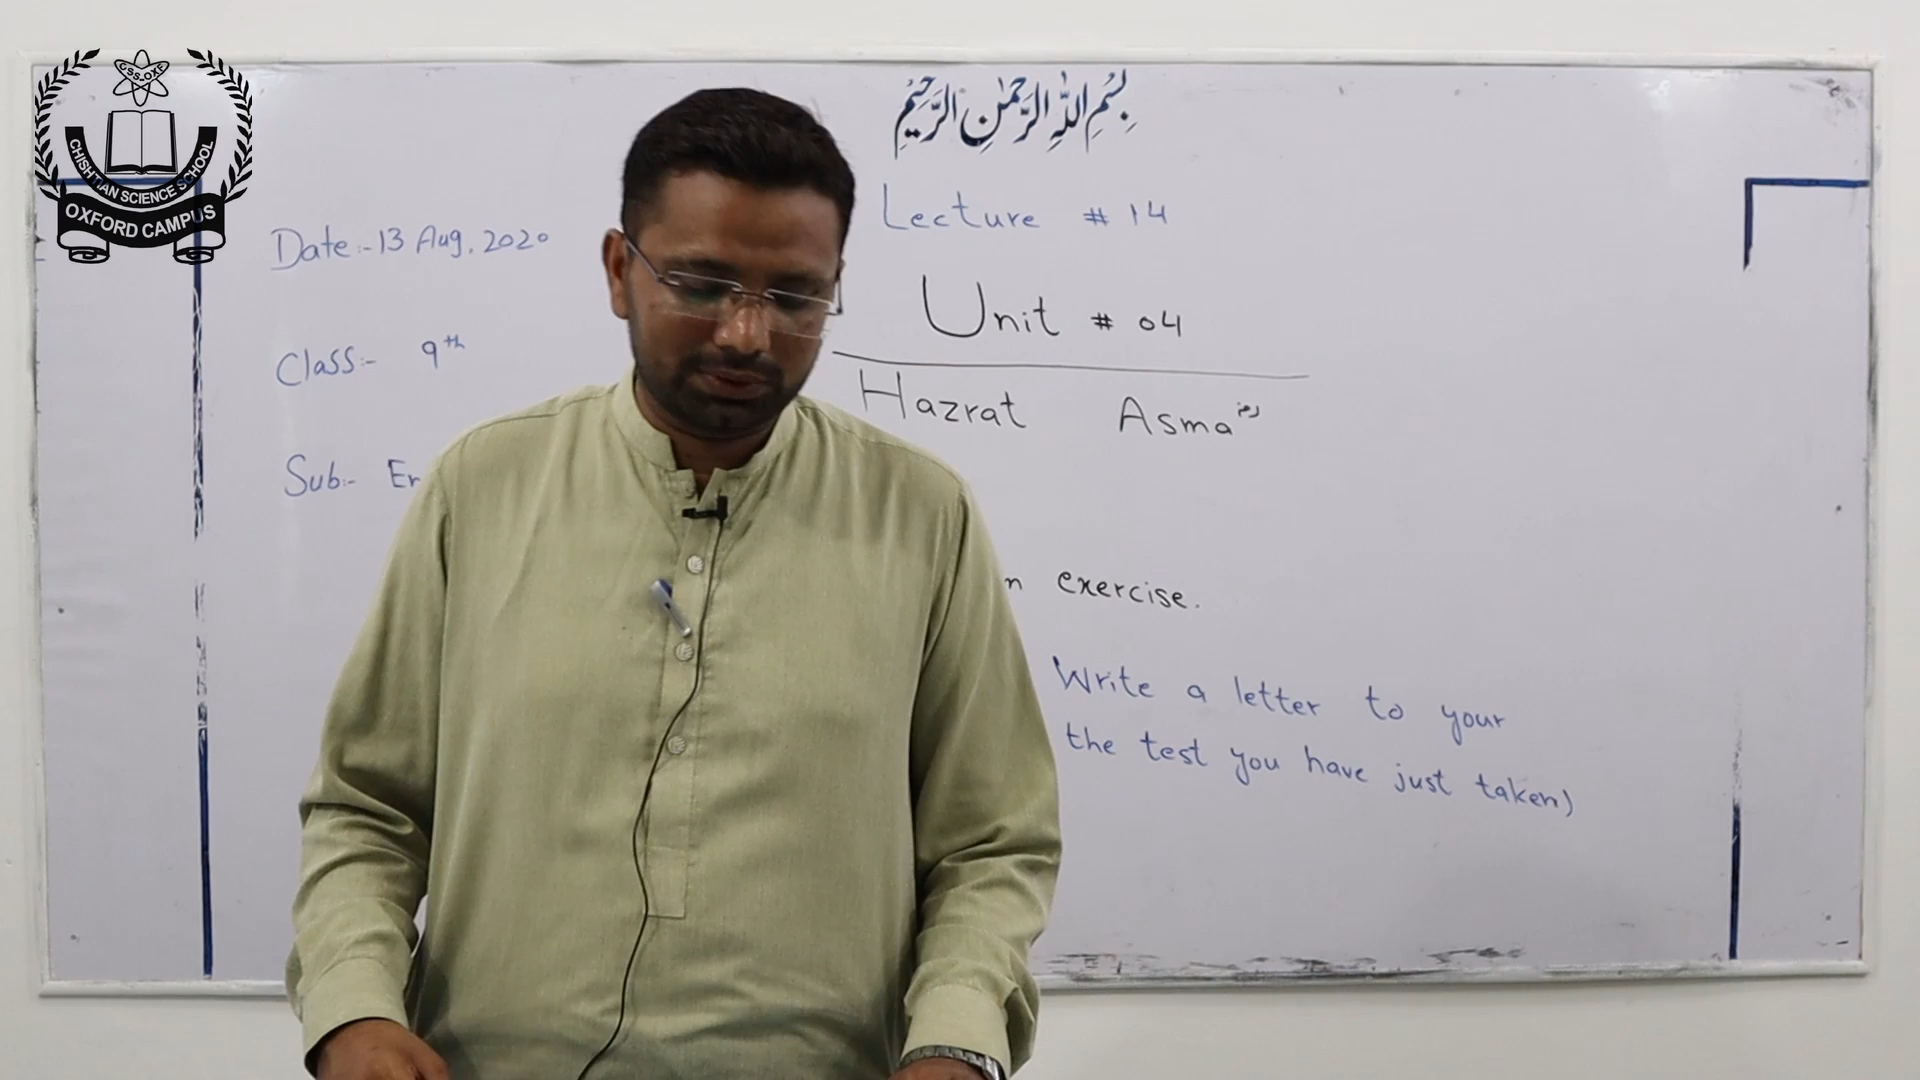 CSS-OXF
CHISHTIAN SCIENCE SCHOOL
OXFORD CAMPUS
بِسْمِ اللّٰهِ الرَّحْمٰنِ الرَّحِيْمِ
Lecture # 14
Date:- 13 Aug, 2020
Unit # 04
Class:- 9th
Hazrat Asma رض
Sub:- En
n exercise.
Write a letter to your
the test you have just taken)